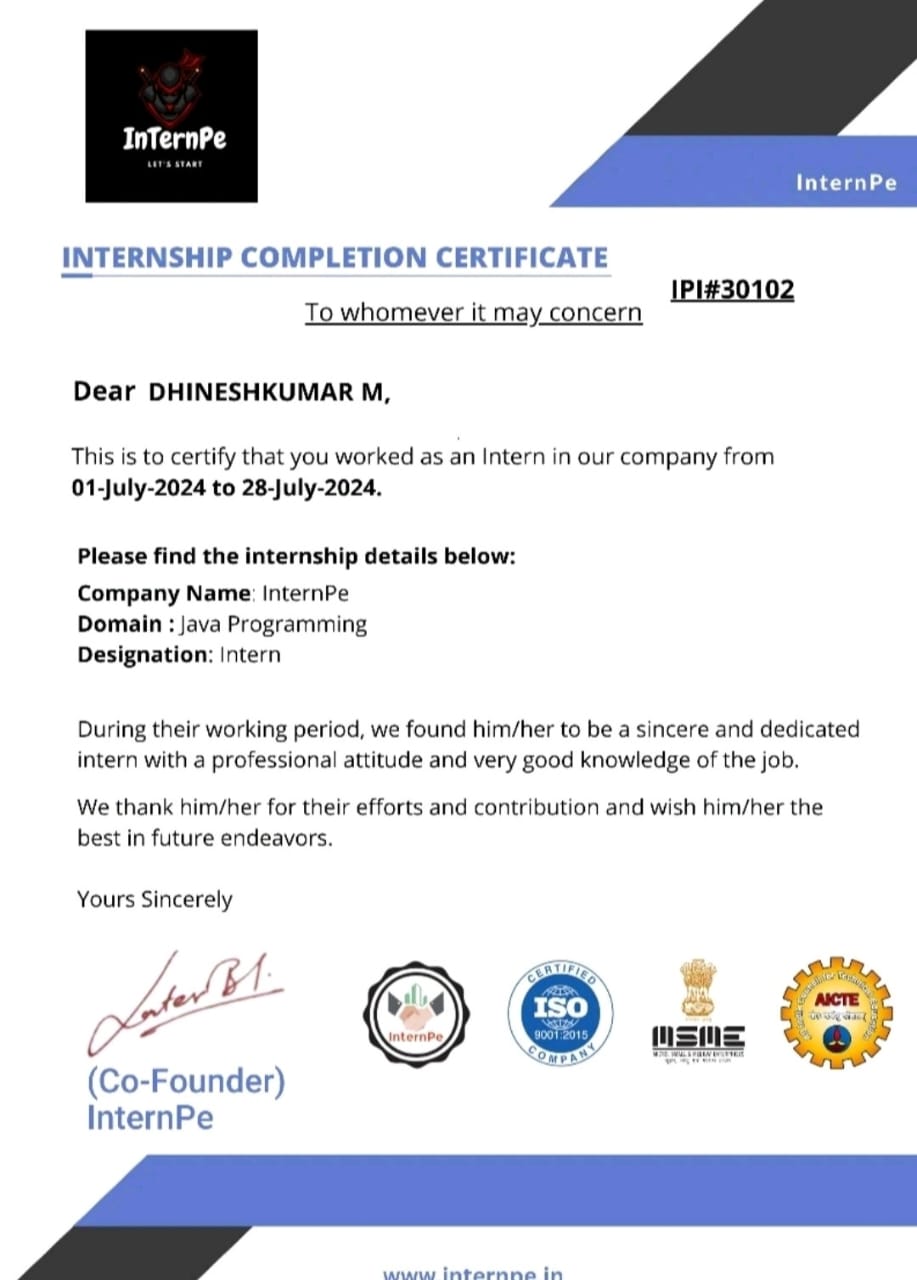 InTernPe
LET'S START
InternPe
INTERNSHIP COMPLETION CERTIFICATE
IPI#30102
To whomever it may concern
Dear DHINESHKUMAR M,
This is to certify that you worked as an Intern in our company from
01-July-2024 to 28-July-2024.
Please find the internship details below:
Company Name: InternPe
Domain : Java Programming
Designation: Intern
During their working period, we found him/her to be a sincere and dedicated
intern with a professional attitude and very good knowledge of the job.
We thank him/her for their efforts and contribution and wish him/her the
best in future endeavors.
Yours Sincerely
(Co-Founder)
InternPe
InternPe
CERTIFIED
ISO
9001:2015
COMPANY
MSME
AICTE
www.internpe.in